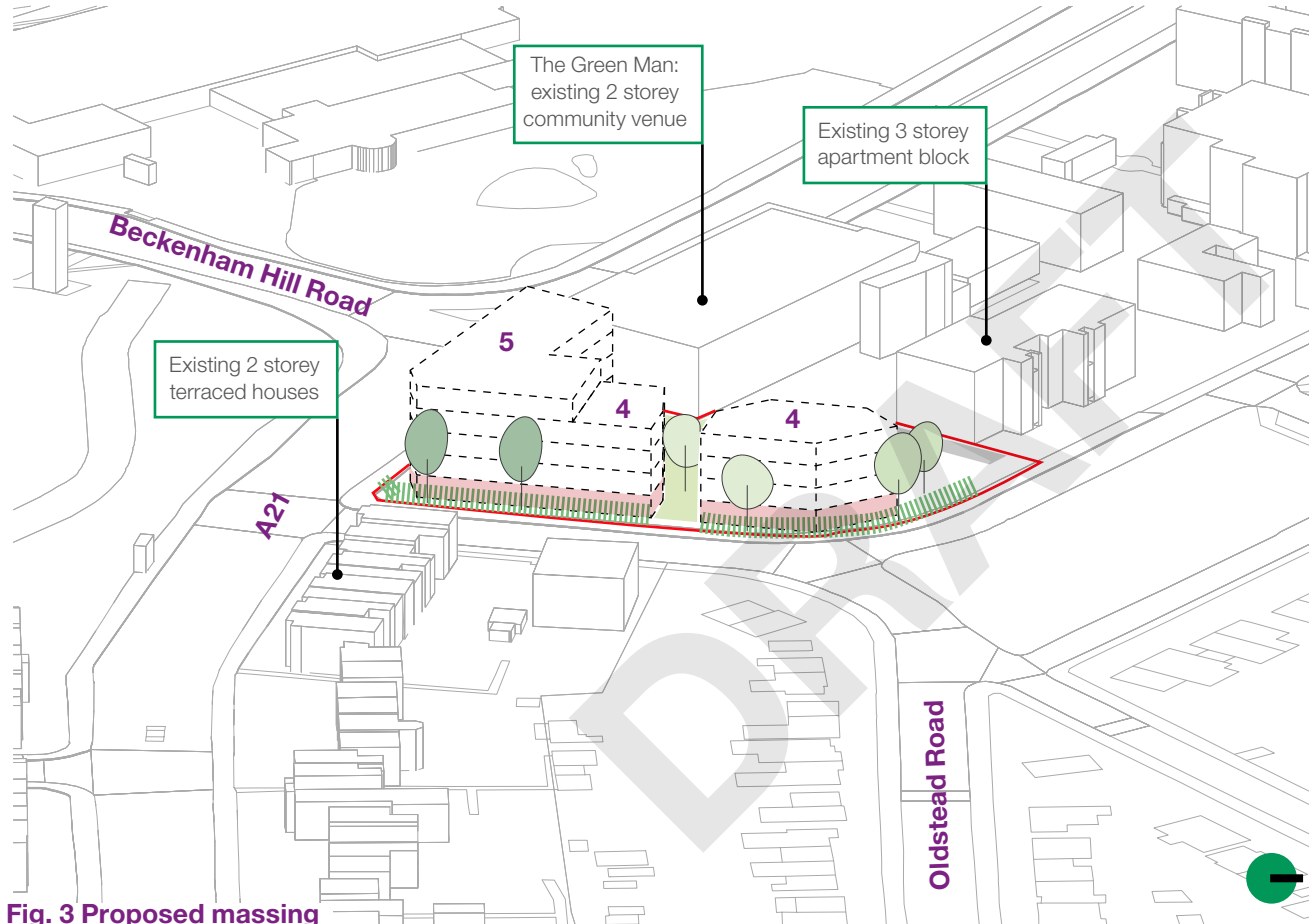 The Green Man:
existing 2 storey
community venue
Existing 3 storey
apartment block
Beckenham Hill Road
Existing 2 storey
terraced houses
5
4
4
A21
DRAFT
Oldstead Road
Fig. 3 Proposed massing